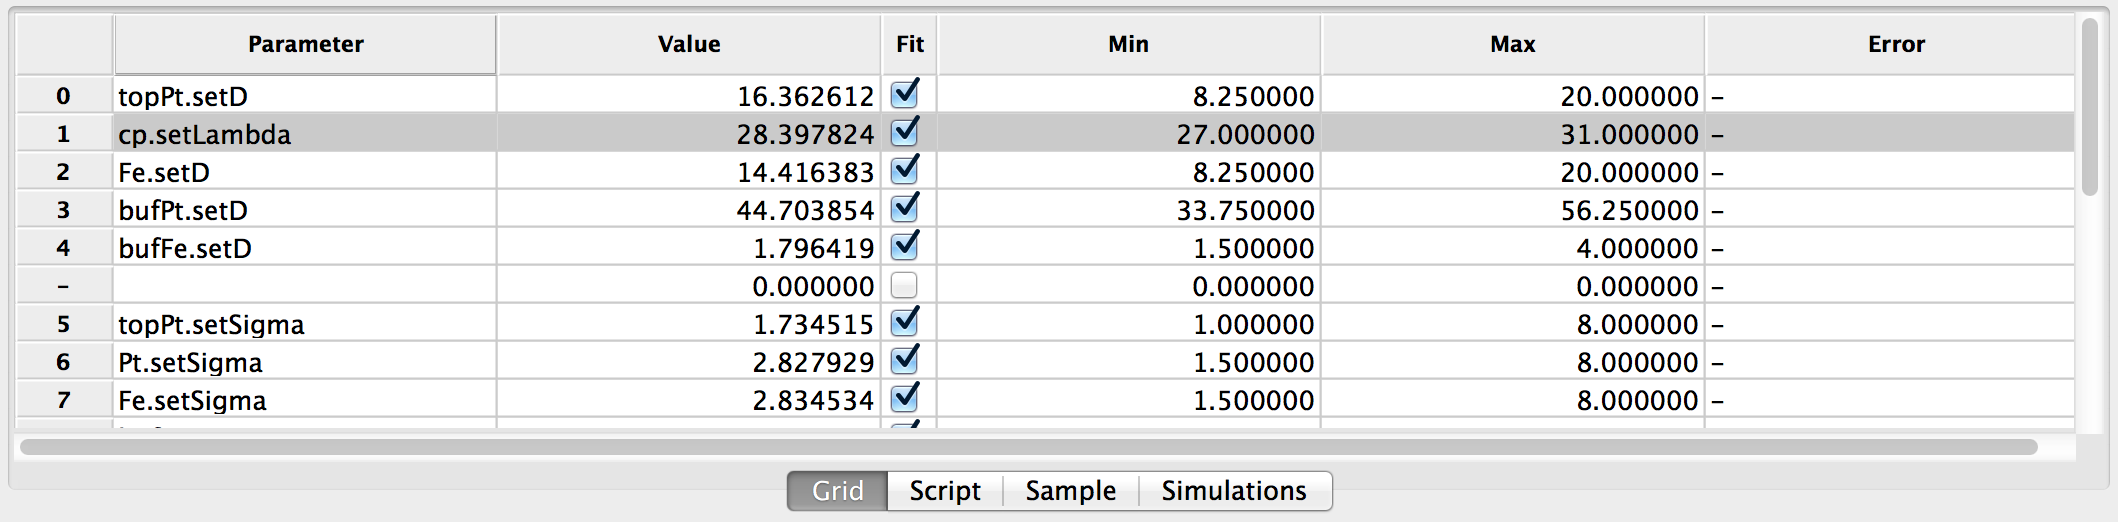 Parameter Value Fit Min Max Error
0 topPt.setD 16.362612 8.250000 20.000000 –
1 cp.setLambda 28.397824 27.000000 31.000000 –
2 Fe.setD 14.416383 8.250000 20.000000 –
3 bufPt.setD 44.703854 33.750000 56.250000 –
4 bufFe.setD 1.796419 1.500000 4.000000 –
– 0.000000 0.000000 0.000000 –
5 topPt.setSigma 1.734515 1.000000 8.000000 –
6 Pt.setSigma 2.827929 1.500000 8.000000 –
7 Fe.setSigma 2.834534 1.500000 8.000000 –
Grid Script Sample Simulations